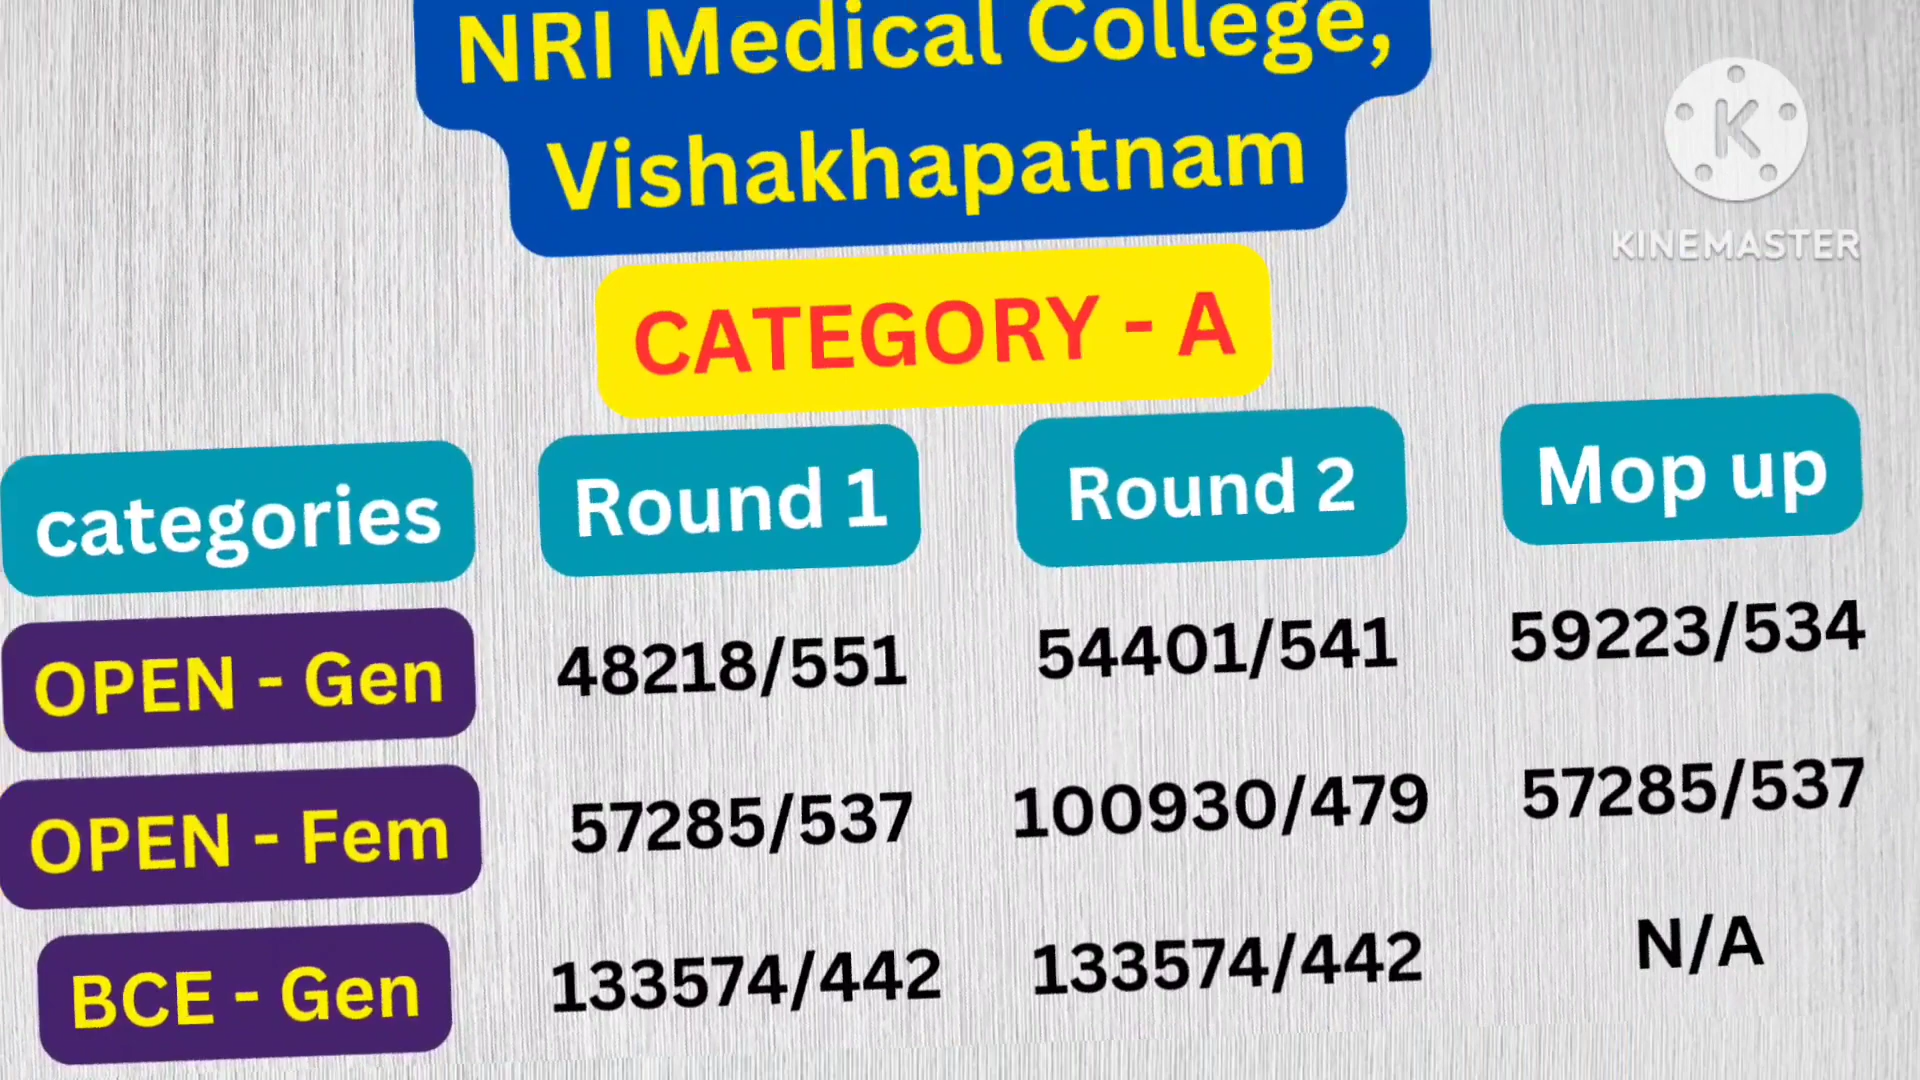 NRI Medical College,
Vishakhapatnam
K
KINEMASTER
CATEGORY - A
categories Round 1 Round 2 Mop up
OPEN - Gen 48218/551 54401/541 59223/534
OPEN - Fem 57285/537 100930/479 57285/537
BCE - Gen 133574/442 133574/442 N/A